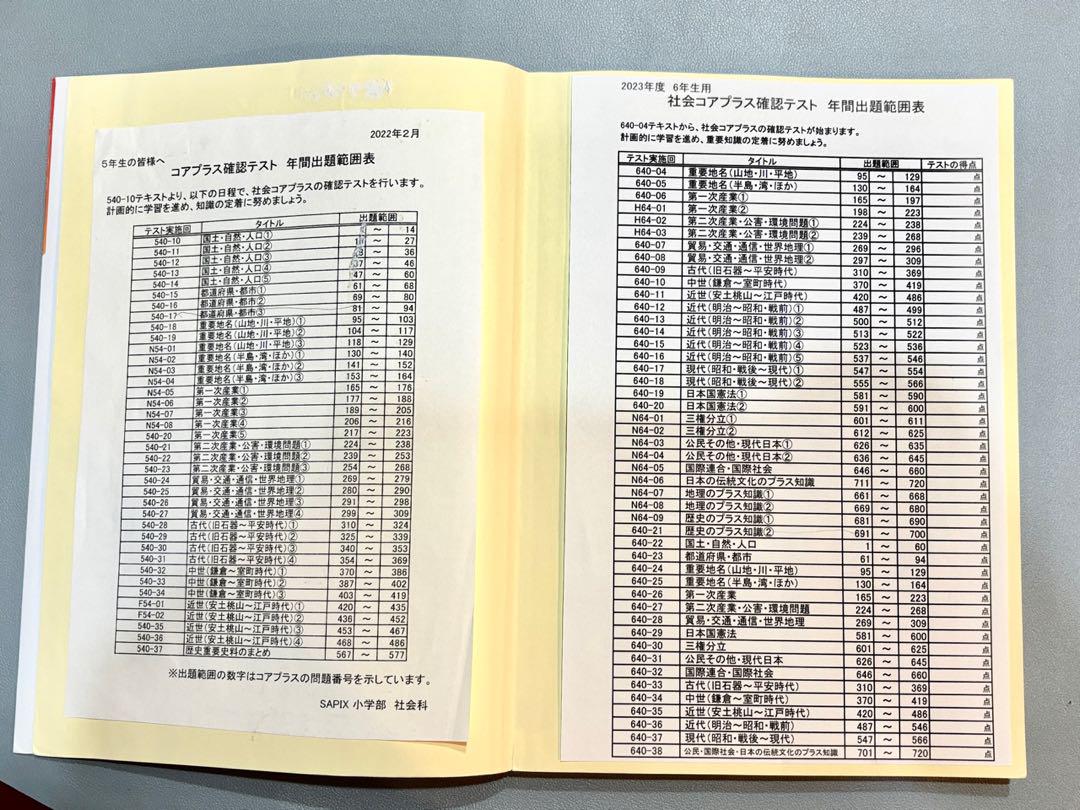 2022年2月
5年生の皆様へ
コアプラス確認テスト 年間出題範囲表
540-10テキストより、以下の日程で、社会コアプラスの確認テストを行います。
計画的に学習を進め、知識の定着に努めましょう。
テスト実施回 タイトル 出題範囲
540-10 国土・自然・人口① ～ 14
540-11 国土・自然・人口② ～ 27
540-12 国土・自然・人口③ ～ 36
540-13 国土・自然・人口④ 37 ～ 46
540-14 国土・自然・人口⑤ 47 ～ 60
540-15 都道府県・都市① 61 ～ 68
540-16 都道府県・都市② 69 ～ 80
540-17 都道府県・都市③ 81 ～ 94
540-18 重要地名(山地・川・平地)① 95 ～ 103
540-19 重要地名(山地・川・平地)② 104 ～ 117
N54-01 重要地名(山地・川・平地)③ 118 ～ 129
N54-02 重要地名(半島・湾・ほか)① 130 ～ 140
N54-03 重要地名(半島・湾・ほか)② 141 ～ 152
N54-04 重要地名(半島・湾・ほか)③ 153 ～ 164
N54-05 第一次産業① 165 ～ 176
N54-06 第一次産業② 177 ～ 188
N54-07 第一次産業③ 189 ～ 205
N54-08 第一次産業④ 206 ～ 216
540-20 第一次産業⑤ 217 ～ 223
540-21 第二次産業・公害・環境問題① 224 ～ 238
540-22 第二次産業・公害・環境問題② 239 ～ 253
540-23 第二次産業・公害・環境問題③ 254 ～ 268
540-24 貿易・交通・通信・世界地理① 269 ～ 279
540-25 貿易・交通・通信・世界地理② 280 ～ 290
540-26 貿易・交通・通信・世界地理③ 291 ～ 298
540-27 貿易・交通・通信・世界地理④ 299 ～ 309
540-28 古代(旧石器～平安時代)① 310 ～ 324
540-29 古代(旧石器～平安時代)② 325 ～ 339
540-30 古代(旧石器～平安時代)③ 340 ～ 353
540-31 古代(旧石器～平安時代)④ 354 ～ 369
540-32 中世(鎌倉～室町時代)① 370 ～ 386
540-33 中世(鎌倉～室町時代)② 387 ～ 402
540-34 中世(鎌倉～室町時代)③ 403 ～ 419
F54-01 近世(安土桃山～江戸時代)① 420 ～ 435
F54-02 近世(安土桃山～江戸時代)② 436 ～ 452
540-35 近世(安土桃山～江戸時代)③ 453 ～ 467
540-36 近世(安土桃山～江戸時代)④ 468 ～ 486
540-37 歴史重要史料のまとめ 567 ～ 577
※出題範囲の数字はコアプラスの問題番号を示しています。
SAPIX 小学部 社会科
2023年度 6年生用
社会コアプラス確認テスト 年間出題範囲表
640-04テキストから、社会コアプラスの確認テストが始まります。
計画的に学習を進め、重要知識の定着に努めましょう。
テスト実施回 タイトル 出題範囲 テストの得点
640-04 重要地名(山地・川・平地) 95 ～ 129 点
640-05 重要地名(半島・湾・ほか) 130 ～ 164 点
640-06 第一次産業① 165 ～ 197 点
H64-01 第一次産業② 198 ～ 223 点
H64-02 第二次産業・公害・環境問題① 224 ～ 238 点
H64-03 第二次産業・公害・環境問題② 239 ～ 268 点
640-07 貿易・交通・通信・世界地理① 269 ～ 296 点
640-08 貿易・交通・通信・世界地理② 297 ～ 309 点
640-09 古代(旧石器～平安時代) 310 ～ 369 点
640-10 中世(鎌倉～室町時代) 370 ～ 419 点
640-11 近世(安土桃山～江戸時代) 420 ～ 486 点
640-12 近代(明治～昭和・戦前)① 487 ～ 499 点
640-13 近代(明治～昭和・戦前)② 500 ～ 512 点
640-14 近代(明治～昭和・戦前)③ 513 ～ 522 点
640-15 近代(明治～昭和・戦前)④ 523 ～ 536 点
640-16 近代(明治～昭和・戦前)⑤ 537 ～ 546 点
640-17 現代(昭和・戦後～現代)① 547 ～ 554 点
640-18 現代(昭和・戦後～現代)② 555 ～ 566 点
640-19 日本国憲法① 581 ～ 590 点
640-20 日本国憲法② 591 ～ 600 点
N64-01 三権分立① 601 ～ 611 点
N64-02 三権分立② 612 ～ 625 点
N64-03 公民その他・現代日本① 626 ～ 635 点
N64-04 公民その他・現代日本② 636 ～ 645 点
N64-05 国際連合・国際社会 646 ～ 660 点
N64-06 日本の伝統文化のプラス知識 711 ～ 720 点
N64-07 地理のプラス知識① 661 ～ 668 点
N64-08 地理のプラス知識② 669 ～ 680 点
N64-09 歴史のプラス知識① 681 ～ 690 点
640-21 歴史のプラス知識② 691 ～ 700 点
640-22 国土・自然・人口 1 ～ 60 点
640-23 都道府県・都市 61 ～ 94 点
640-24 重要地名(山地・川・平地) 95 ～ 129 点
640-25 重要地名(半島・湾・ほか) 130 ～ 164 点
640-26 第一次産業 165 ～ 223 点
640-27 第二次産業・公害・環境問題 224 ～ 268 点
640-28 貿易・交通・通信・世界地理 269 ～ 309 点
640-29 日本国憲法 581 ～ 600 点
640-30 三権分立 601 ～ 625 点
640-31 公民その他・現代日本 626 ～ 645 点
640-32 国際連合・国際社会 646 ～ 660 点
640-33 古代(旧石器～平安時代) 310 ～ 369 点
640-34 中世(鎌倉～室町時代) 370 ～ 419 点
640-35 近世(安土桃山～江戸時代) 420 ～ 486 点
640-36 近代(明治～昭和・戦前) 487 ～ 546 点
640-37 現代(昭和・戦後～現代) 547 ～ 566 点
640-38 公民・国際社会・日本の伝統文化のプラス知識 701 ～ 720 点